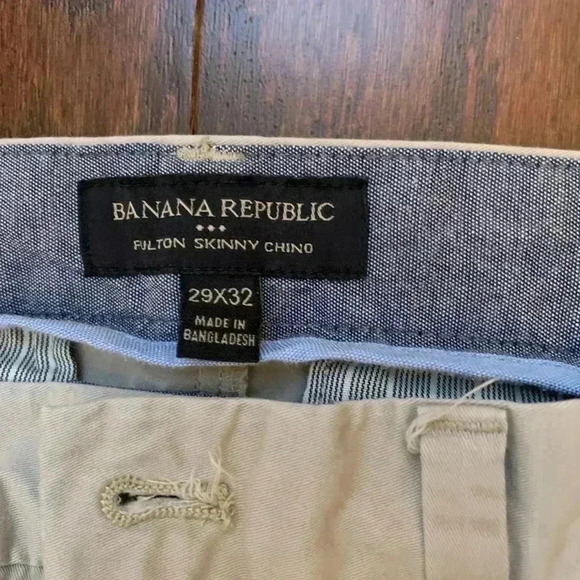 BANANA REPUBLIC
FULTON SKINNY CHINO
29X32
MADE IN
BANGLADESH